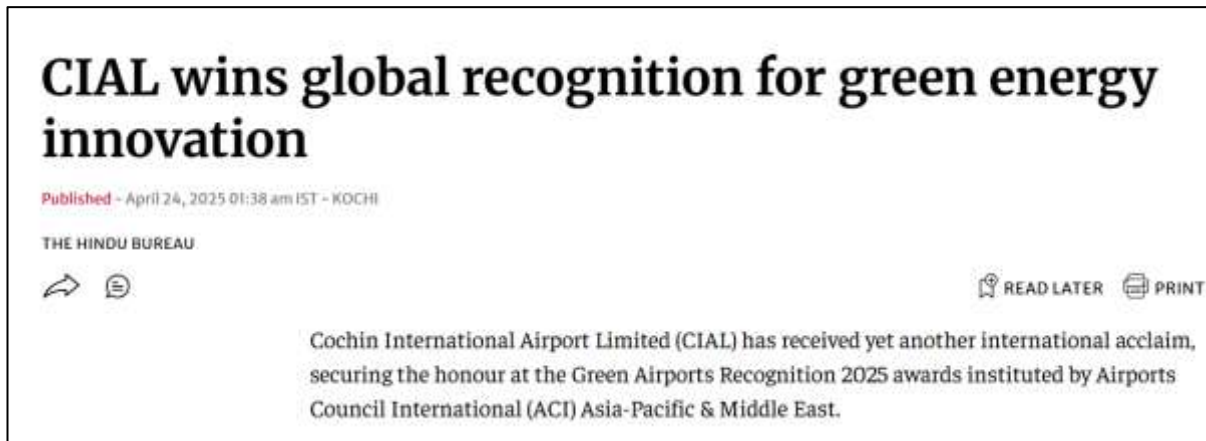 CIAL wins global recognition for green energy
innovation
Published - April 24, 2025 01:38 am IST - KOCHI
THE HINDU BUREAU
READ LATER PRINT
Cochin International Airport Limited (CIAL) has received yet another international acclaim,
securing the honour at the Green Airports Recognition 2025 awards instituted by Airports
Council International (ACI) Asia-Pacific & Middle East.